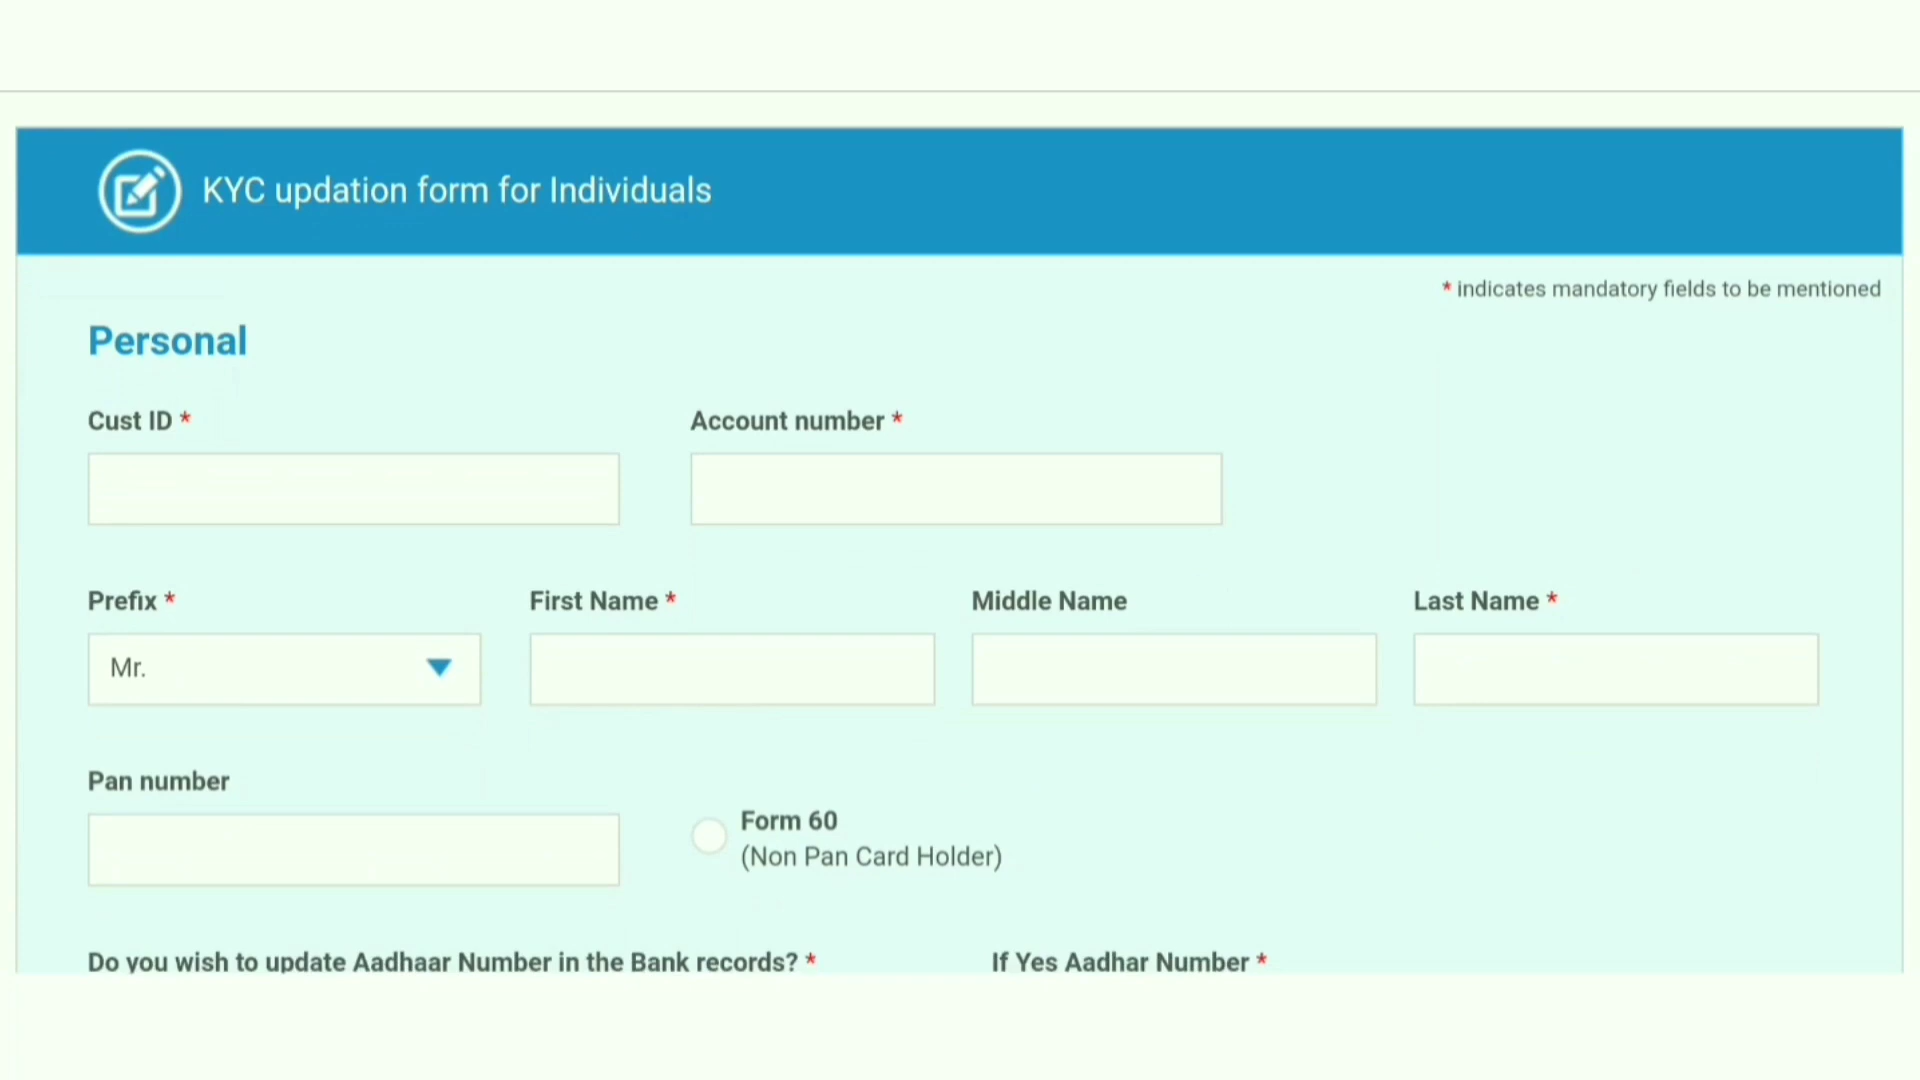 KYC updation form for Individuals
* indicates mandatory fields to be mentioned
Personal
Cust ID *
Account number *
Prefix *
First Name *
Middle Name
Last Name *
Mr.
Pan number
Form 60
(Non Pan Card Holder)
Do you wish to update Aadhaar Number in the Bank records? *
If Yes Aadhar Number *